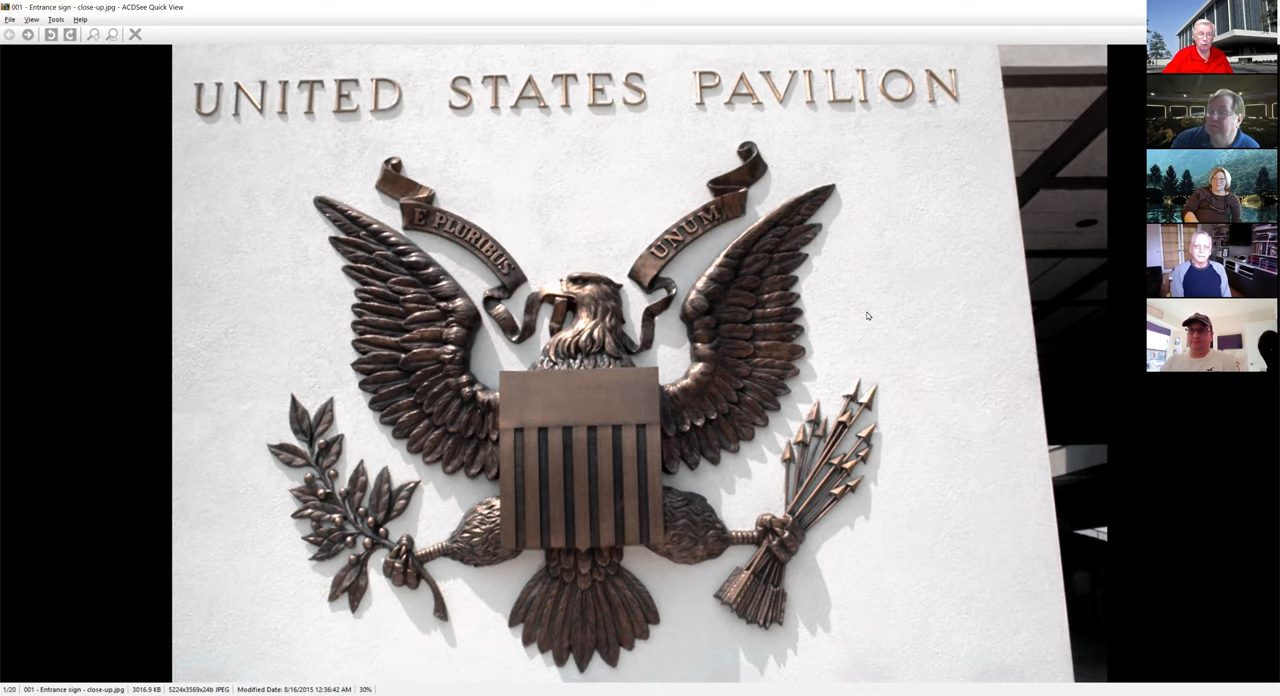 001 - Entrance sign - close-up.jpg - ACDSee Quick View
File View Tools Help
UNITED STATES PAVILION
E PLURIBUS UNUM
1/20 001 - Entrance sign - close-up.jpg 3016.9 KB 5224x3569x24b JPEG Modified Date: 8/16/2015 12:36:42 AM 30%